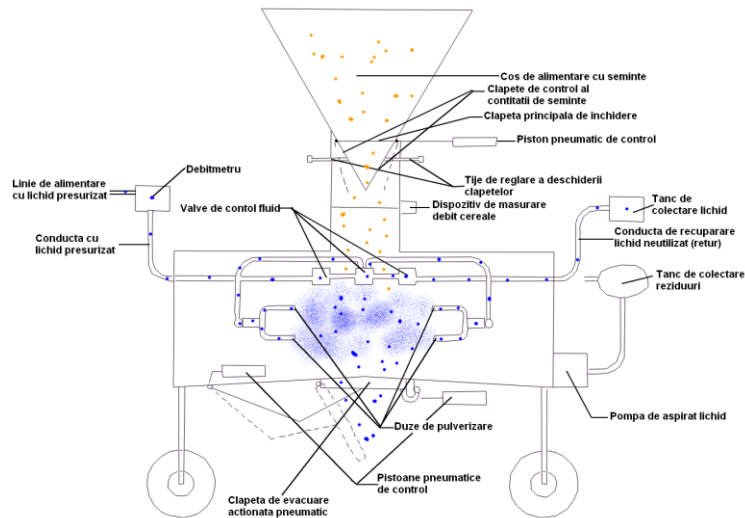 Cos de alimentare cu seminte
Clapete de control al
contitatii de seminte
Clapeta principala de inchidere
Piston pneumatic de control
Debitmetru
Linie de alimentare
cu lichid presurizat
Tije de reglare a deschiderii
clapetelor
Valve de contol fluid
Dispozitiv de masurare
debit cereale
Tanc de
colectare lichid
Conducta cu
lichid presurizat
Conducta de recuparare
lichid neutilizat (retur)
Tanc de colectare
reziduuri
Pompa de aspirat lichid
Duze de pulverizare
Pistoane pneumatice
de control
Clapeta de evacuare
actionata pneumatic